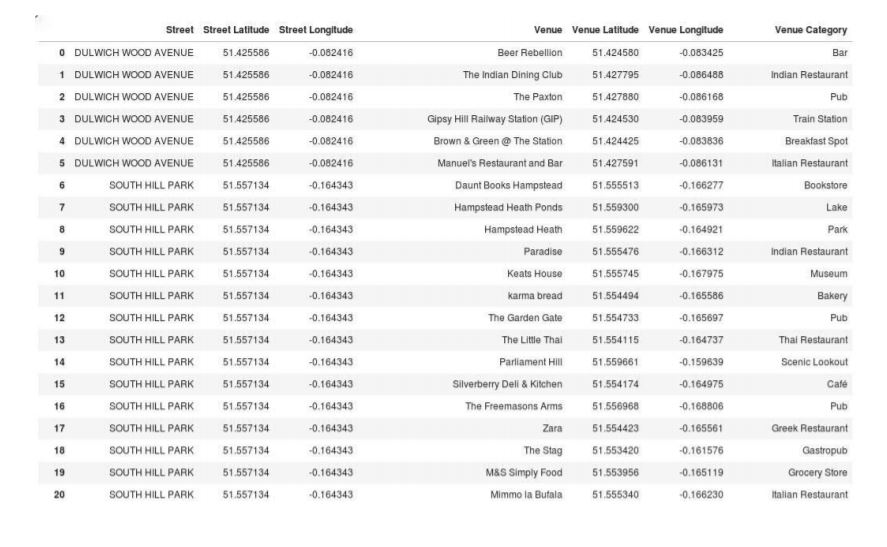 Street Street Latitude Street Longitude Venue Venue Latitude Venue Longitude Venue Category
0 DULWICH WOOD AVENUE 51.425586 -0.082416 Beer Rebellion 51.424580 -0.083425 Bar
1 DULWICH WOOD AVENUE 51.425586 -0.082416 The Indian Dining Club 51.427795 -0.086488 Indian Restaurant
2 DULWICH WOOD AVENUE 51.425586 -0.082416 The Paxton 51.427880 -0.086168 Pub
3 DULWICH WOOD AVENUE 51.425586 -0.082416 Gipsy Hill Railway Station (GIP) 51.424530 -0.083959 Train Station
4 DULWICH WOOD AVENUE 51.425586 -0.082416 Brown & Green @ The Station 51.424425 -0.083836 Breakfast Spot
5 DULWICH WOOD AVENUE 51.425586 -0.082416 Manuel's Restaurant and Bar 51.427591 -0.086131 Italian Restaurant
6 SOUTH HILL PARK 51.557134 -0.164343 Daunt Books Hampstead 51.555513 -0.166277 Bookstore
7 SOUTH HILL PARK 51.557134 -0.164343 Hampstead Heath Ponds 51.559300 -0.165973 Lake
8 SOUTH HILL PARK 51.557134 -0.164343 Hampstead Heath 51.559622 -0.164921 Park
9 SOUTH HILL PARK 51.557134 -0.164343 Paradise 51.555476 -0.166312 Indian Restaurant
10 SOUTH HILL PARK 51.557134 -0.164343 Keats House 51.555745 -0.167975 Museum
11 SOUTH HILL PARK 51.557134 -0.164343 karma bread 51.554494 -0.165586 Bakery
12 SOUTH HILL PARK 51.557134 -0.164343 The Garden Gate 51.554733 -0.165697 Pub
13 SOUTH HILL PARK 51.557134 -0.164343 The Little Thai 51.554115 -0.164737 Thai Restaurant
14 SOUTH HILL PARK 51.557134 -0.164343 Parliament Hill 51.559661 -0.159639 Scenic Lookout
15 SOUTH HILL PARK 51.557134 -0.164343 Silverberry Deli & Kitchen 51.554174 -0.164975 Café
16 SOUTH HILL PARK 51.557134 -0.164343 The Freemasons Arms 51.556968 -0.168806 Pub
17 SOUTH HILL PARK 51.557134 -0.164343 Zara 51.554423 -0.165561 Greek Restaurant
18 SOUTH HILL PARK 51.557134 -0.164343 The Stag 51.553420 -0.161576 Gastropub
19 SOUTH HILL PARK 51.557134 -0.164343 M&S Simply Food 51.553956 -0.165119 Grocery Store
20 SOUTH HILL PARK 51.557134 -0.164343 Mimmo la Bufala 51.555340 -0.166230 Italian Restaurant